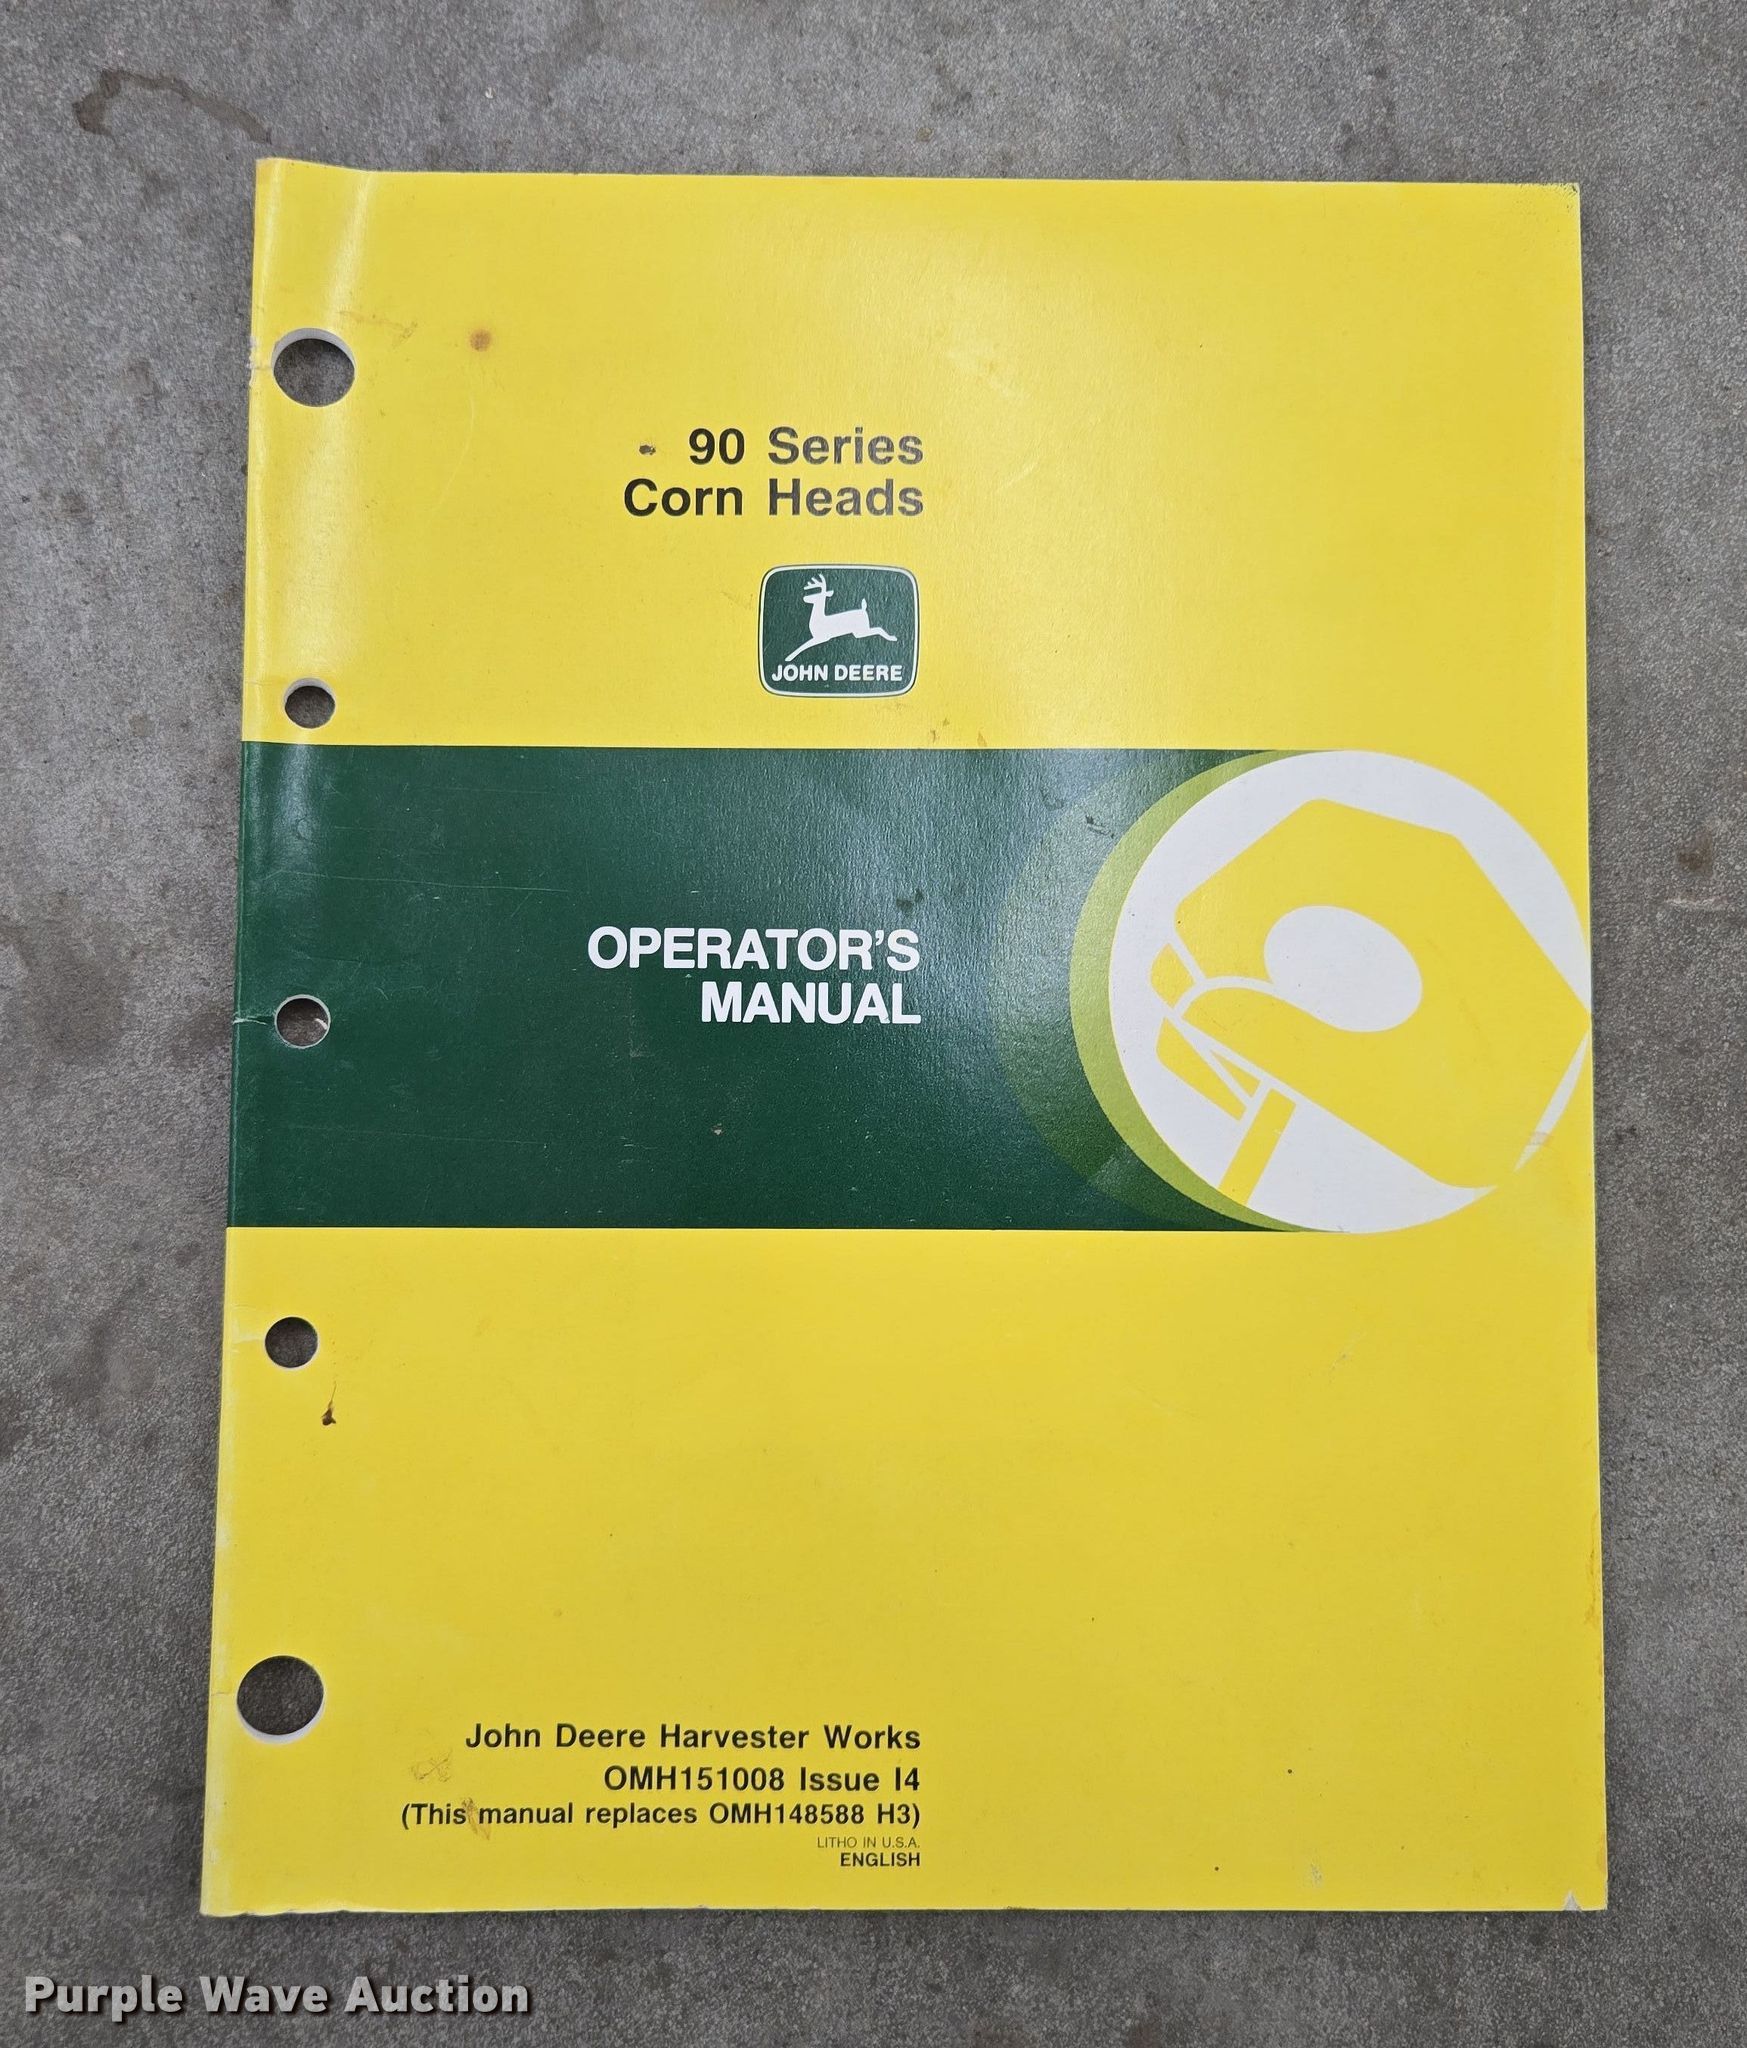 90 Series
Corn Heads
JOHN DEERE
OPERATOR'S
MANUAL
John Deere Harvester Works
OMH151008 Issue I4
(This manual replaces OMH148588 H3)
LITHO IN U.S.A.
ENGLISH
Purple Wave Auction